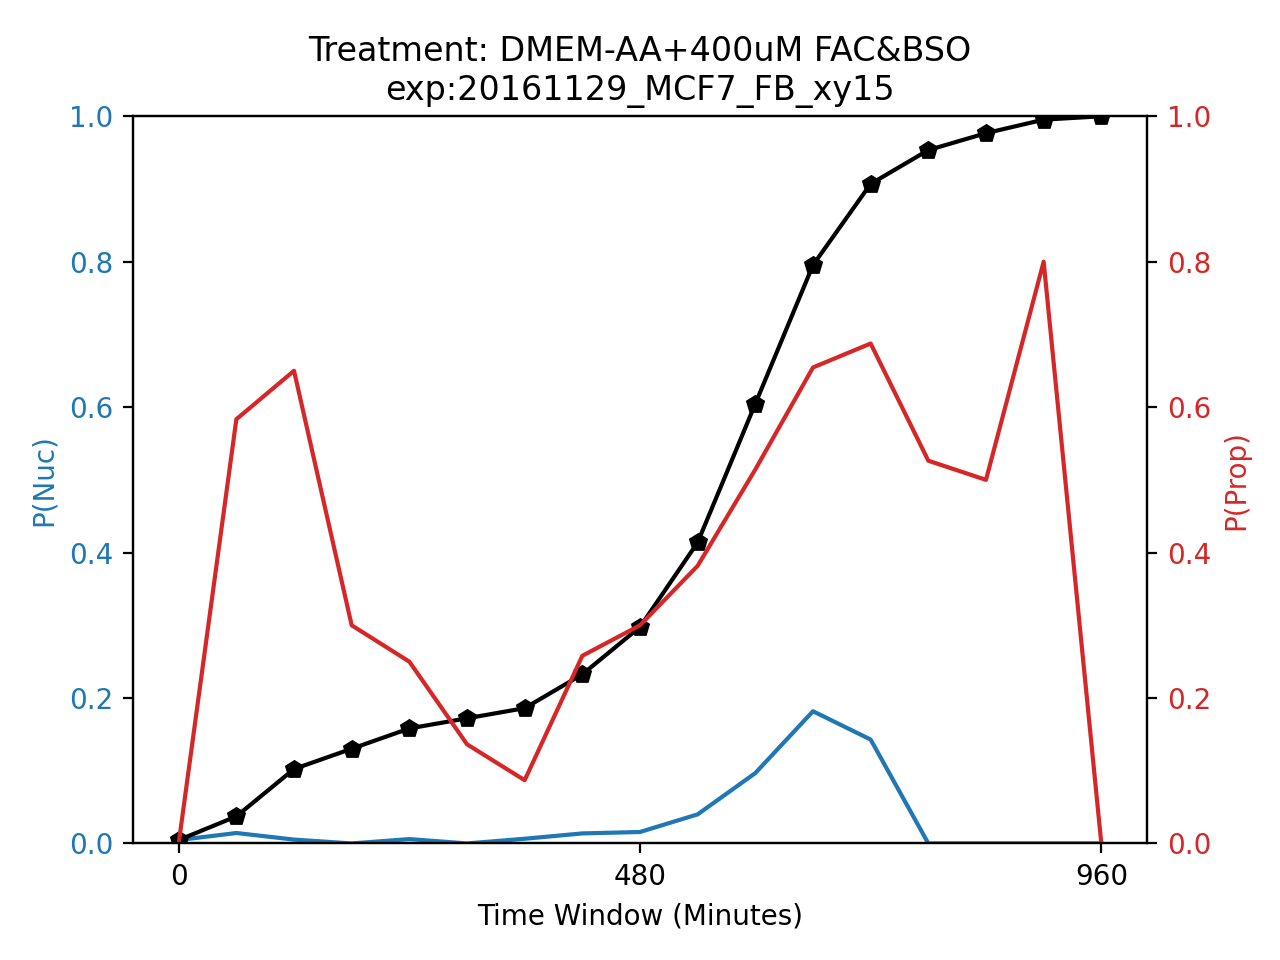 Treatment: DMEM-AA+400uM FAC&BSO
exp:20161129_MCF7_FB_xy15
1.0
0.8
0.6
0.4
0.2
0.0
P(Nuc)
1.0
0.8
0.6
0.4
0.2
0.0
P(Prop)
0 480 960
Time Window (Minutes)